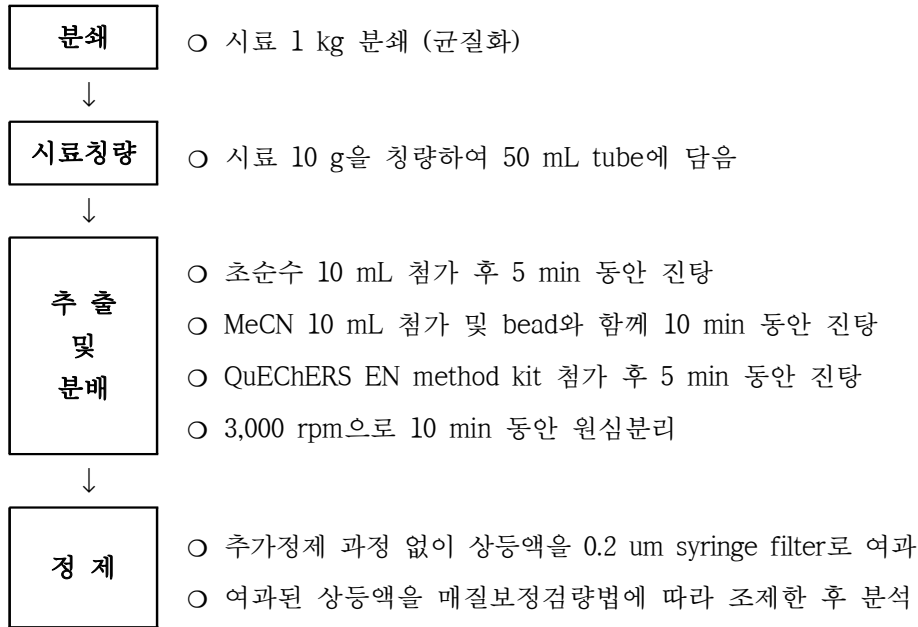 분쇄
❍ 시료 1 kg 분쇄 (균질화)
↓
시료칭량
❍ 시료 10 g을 칭량하여 50 mL tube에 담음
↓
추 출
및
분배
❍ 초순수 10 mL 첨가 후 5 min 동안 진탕
❍ MeCN 10 mL 첨가 및 bead와 함께 10 min 동안 진탕
❍ QuEChERS EN method kit 첨가 후 5 min 동안 진탕
❍ 3,000 rpm으로 10 min 동안 원심분리
↓
정 제
❍ 추가정제 과정 없이 상등액을 0.2 um syringe filter로 여과
❍ 여과된 상등액을 매질보정검량법에 따라 조제한 후 분석